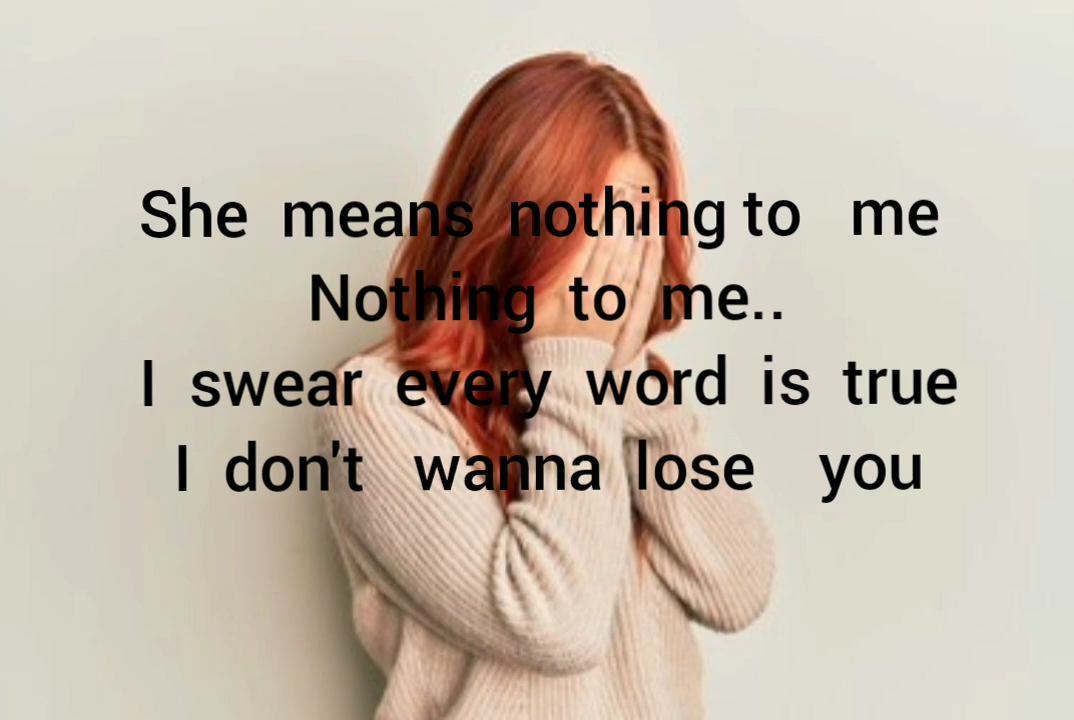 She means nothing to me
Nothing to me..
I swear every word is true
I don't wanna lose you